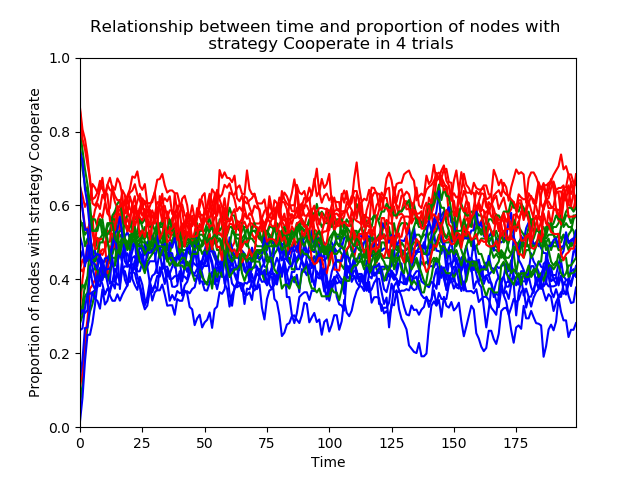 Relationship between time and proportion of nodes with
strategy Cooperate in 4 trials
Proportion of nodes with strategy Cooperate
1.0
0.8
0.6
0.4
0.2
0.0
0 25 50 75 100 125 150 175
Time